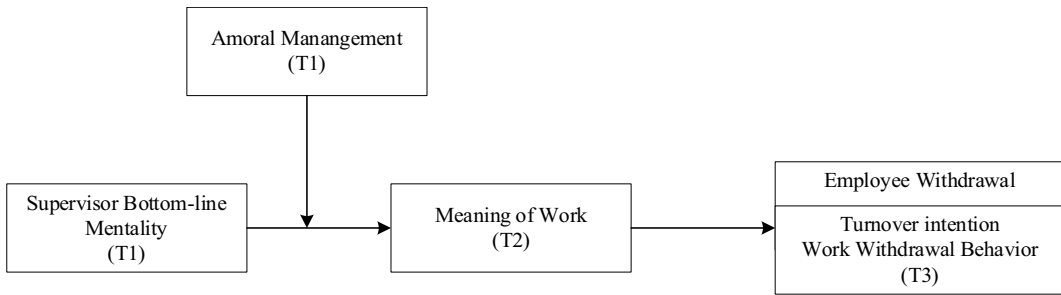 Amoral Manangement
(T1)
Supervisor Bottom-line
Mentality
(T1)
Meaning of Work
(T2)
Employee Withdrawal
Turnover intention
Work Withdrawal Behavior
(T3)